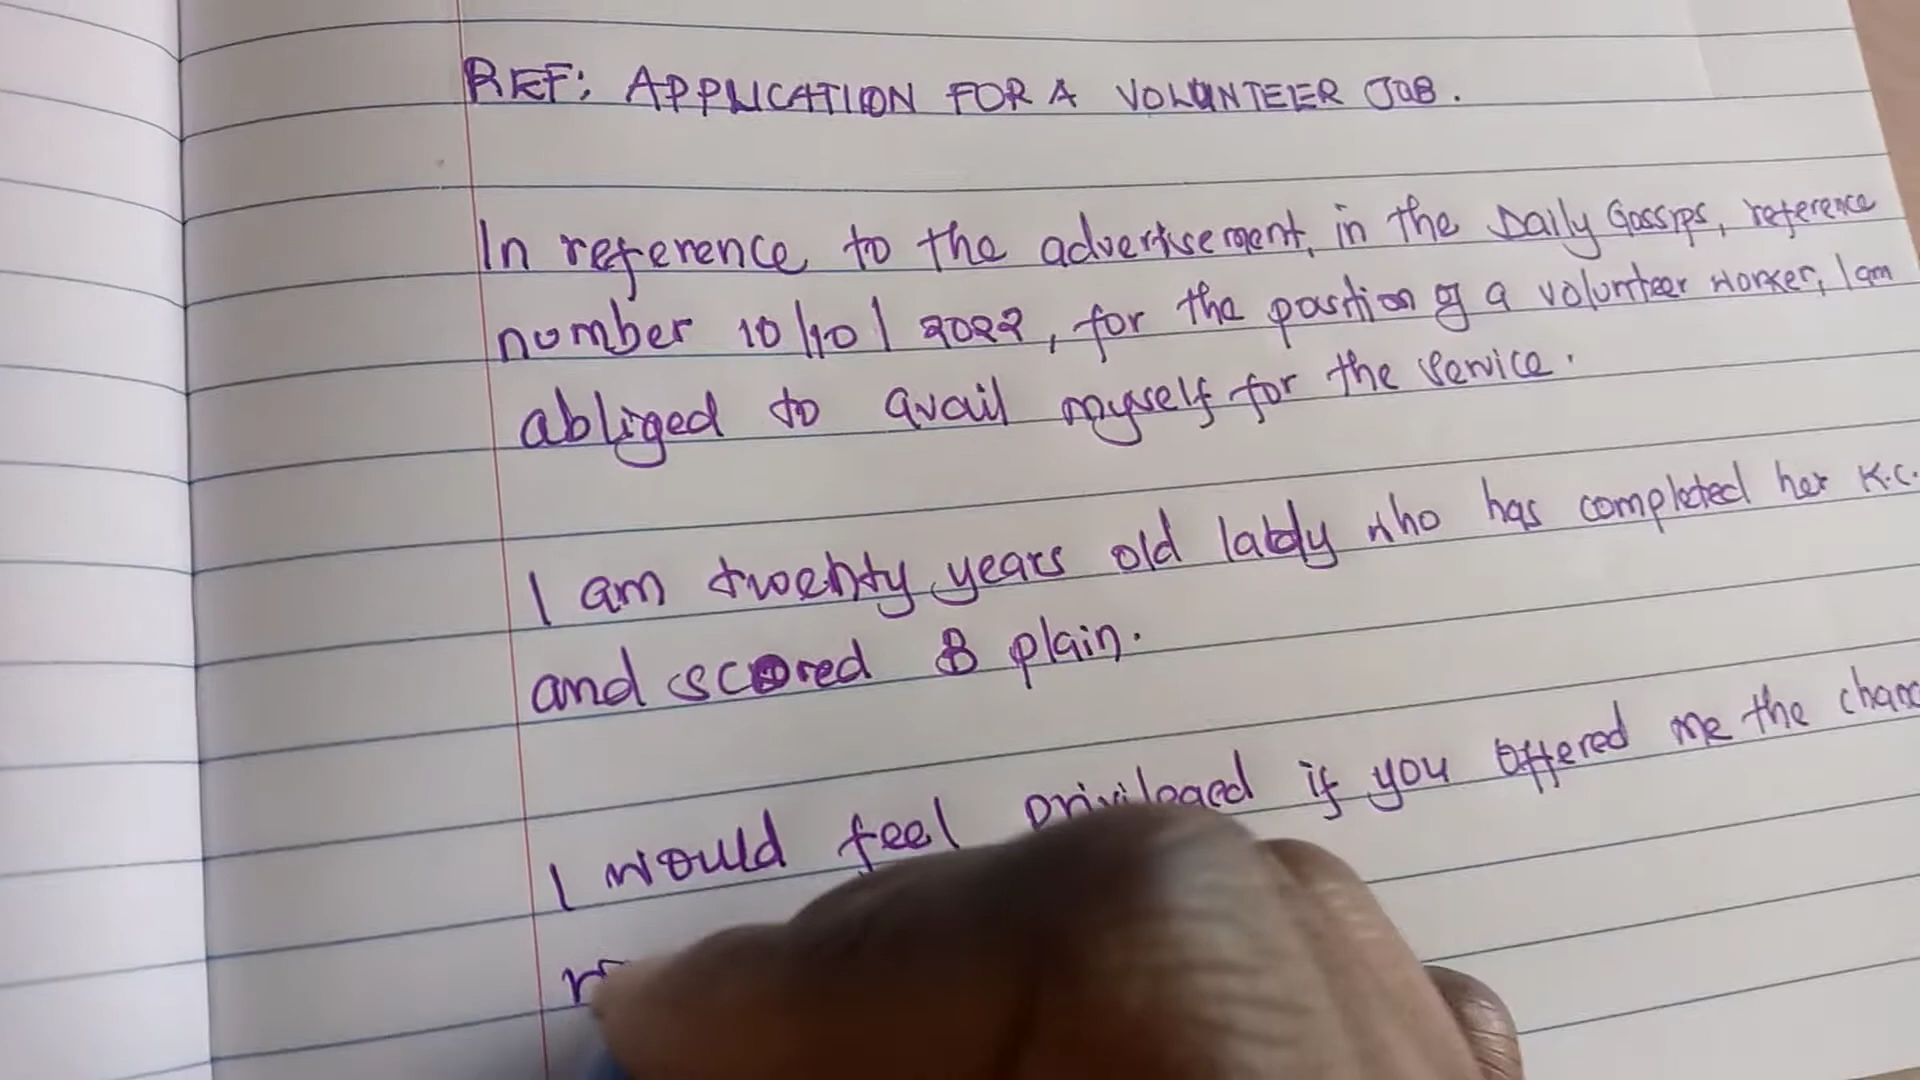 REF: APPLICATION FOR A VOLUNTEER JOB.
In reference to the advertisement, in the Daily Gossips, reference
number 10/10/2022, for the position of a volunteer worker, I am
abliged to avail myself for the service.
I am twenty years old lady who has completed her K.C.
and scored B plain.
I would feel privileged if you offered me the chanc